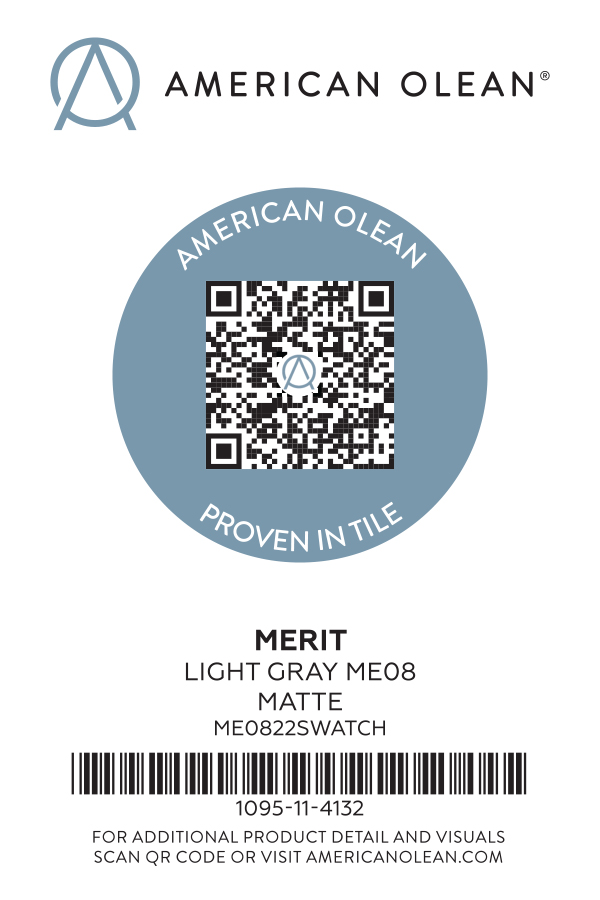 AMERICAN OLEAN®
AMERICAN OLEAN
PROVEN IN TILE
MERIT
LIGHT GRAY ME08
MATTE
ME0822SWATCH
1095-11-4132
FOR ADDITIONAL PRODUCT DETAIL AND VISUALS
SCAN QR CODE OR VISIT AMERICANOLEAN.COM